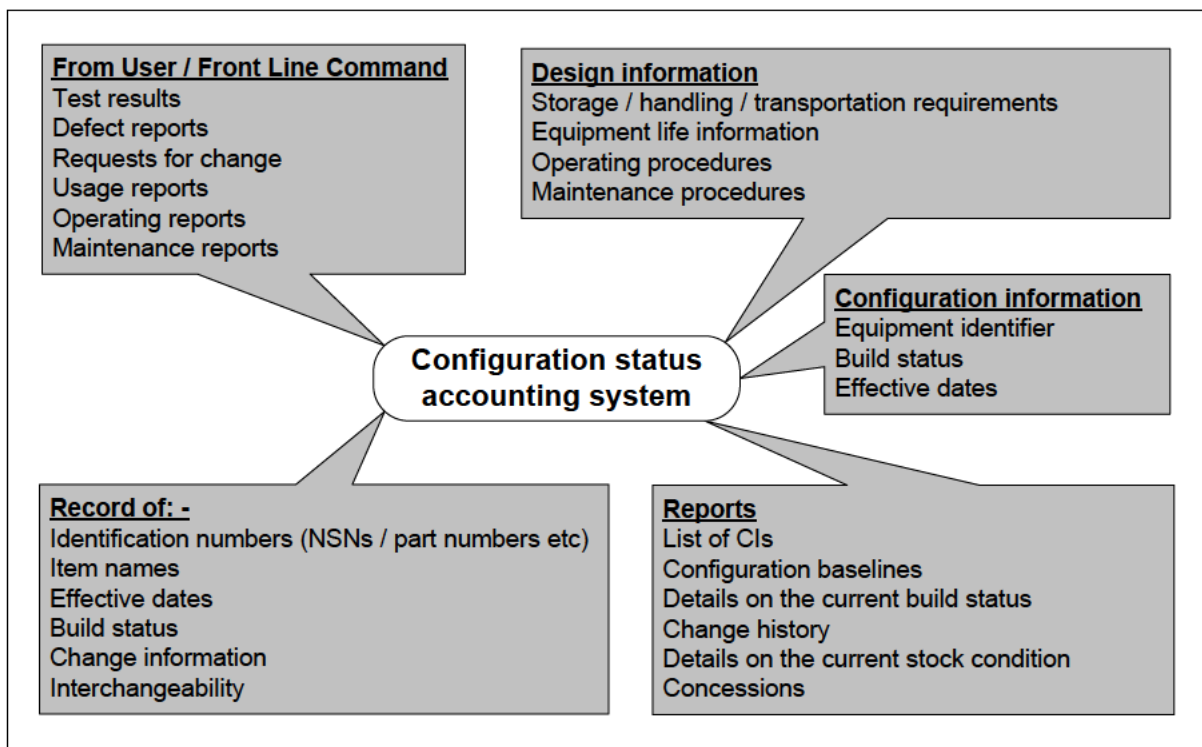 From User / Front Line Command
Test results
Defect reports
Requests for change
Usage reports
Operating reports
Maintenance reports
Design information
Storage / handling / transportation requirements
Equipment life information
Operating procedures
Maintenance procedures
Configuration information
Equipment identifier
Build status
Effective dates
Configuration status
accounting system
Record of: -
Identification numbers (NSNs / part numbers etc)
Item names
Effective dates
Build status
Change information
Interchangeability
Reports
List of CIs
Configuration baselines
Details on the current build status
Change history
Details on the current stock condition
Concessions